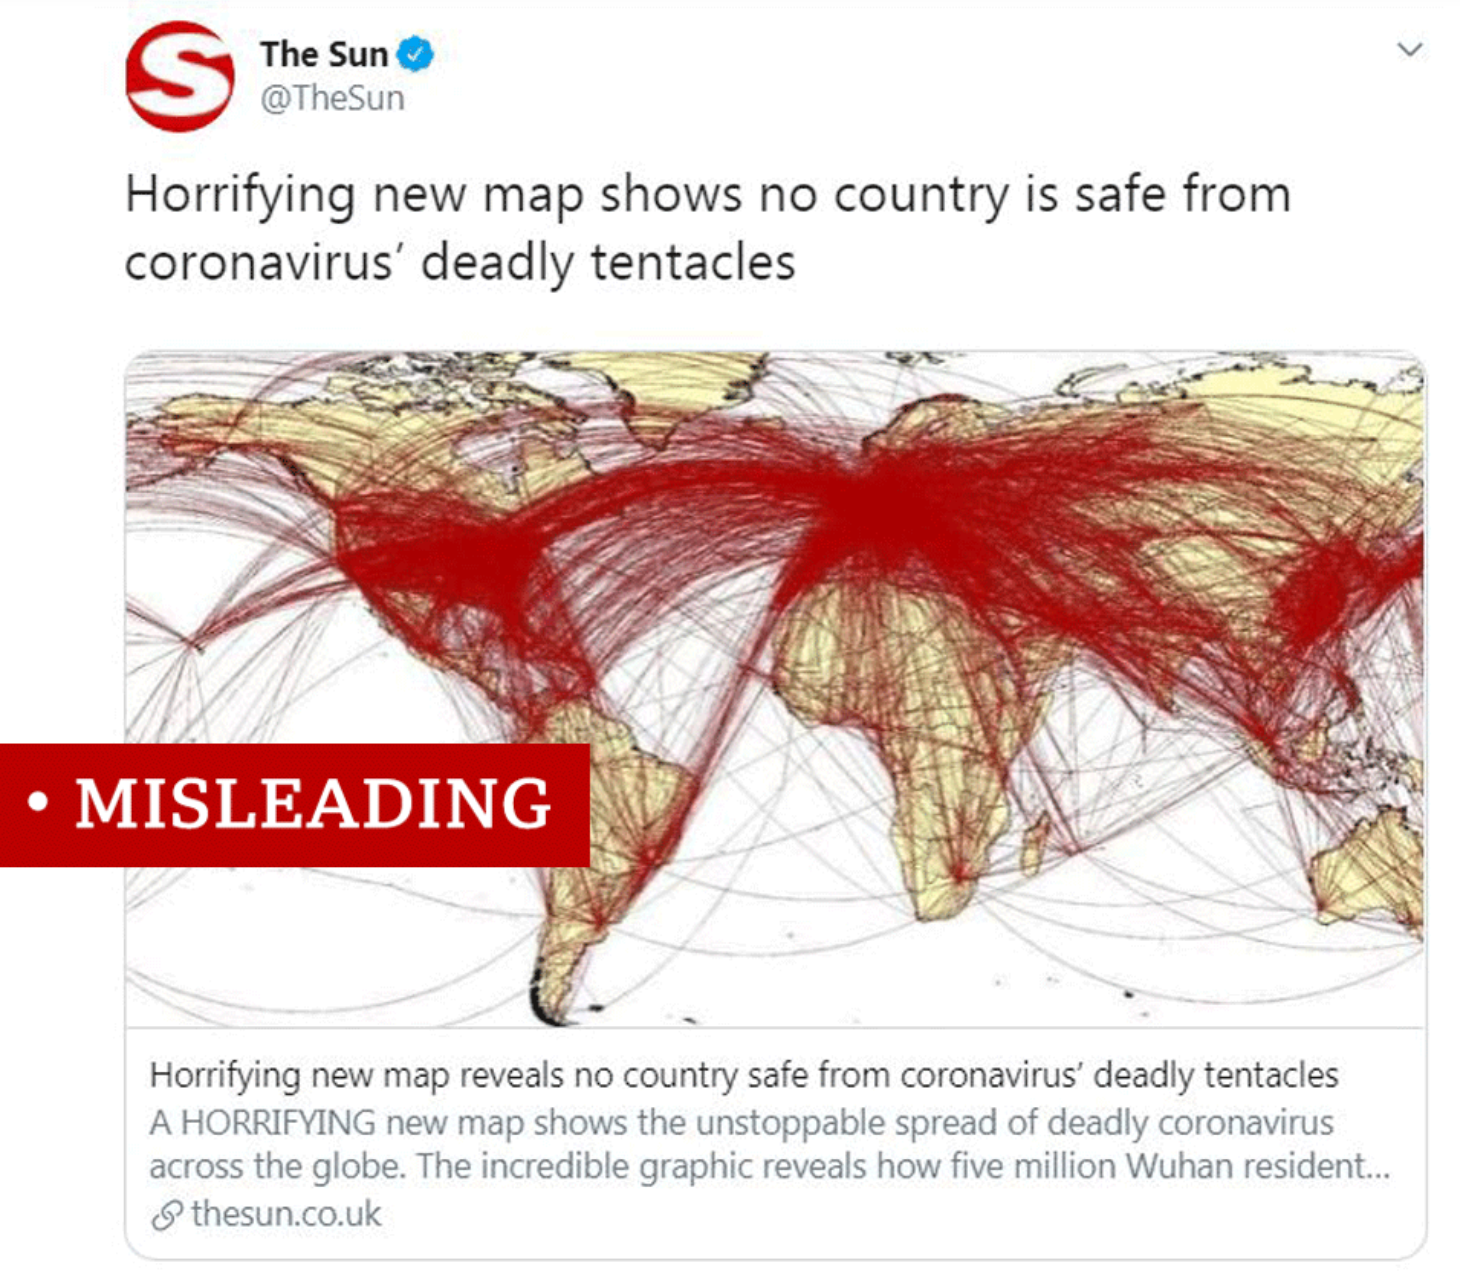 The Sun
@TheSun
Horrifying new map shows no country is safe from
coronavirus’ deadly tentacles
• MISLEADING
Horrifying new map reveals no country safe from coronavirus’ deadly tentacles
A HORRIFYING new map shows the unstoppable spread of deadly coronavirus
across the globe. The incredible graphic reveals how five million Wuhan resident...
thesun.co.uk